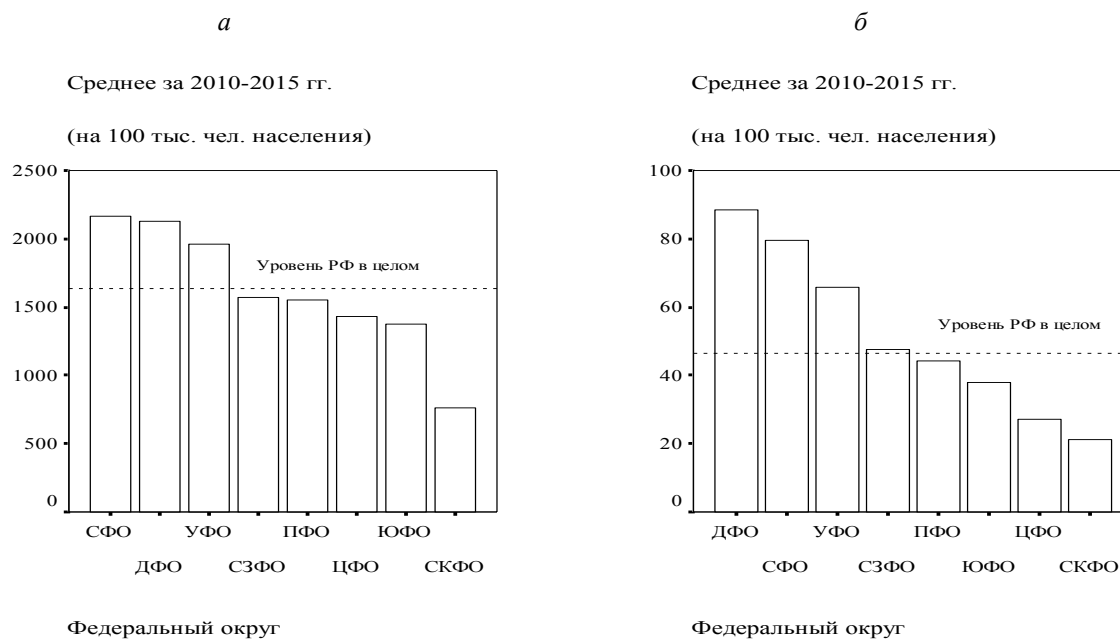 а
Среднее за 2010-2015 гг.
(на 100 тыс. чел. населения)
2500
2000
1500
1000
500
0
Уровень РФ в целом
СФО
ДФО
УФО
СЗФО
ПФО
ЦФО
ЮФО
СКФО
Федеральный округ
б
Среднее за 2010-2015 гг.
(на 100 тыс. чел. населения)
100
80
60
40
20
0
Уровень РФ в целом
ДФО
СФО
УФО
СЗФО
ПФО
ЮФО
ЦФО
СКФО
Федеральный округ